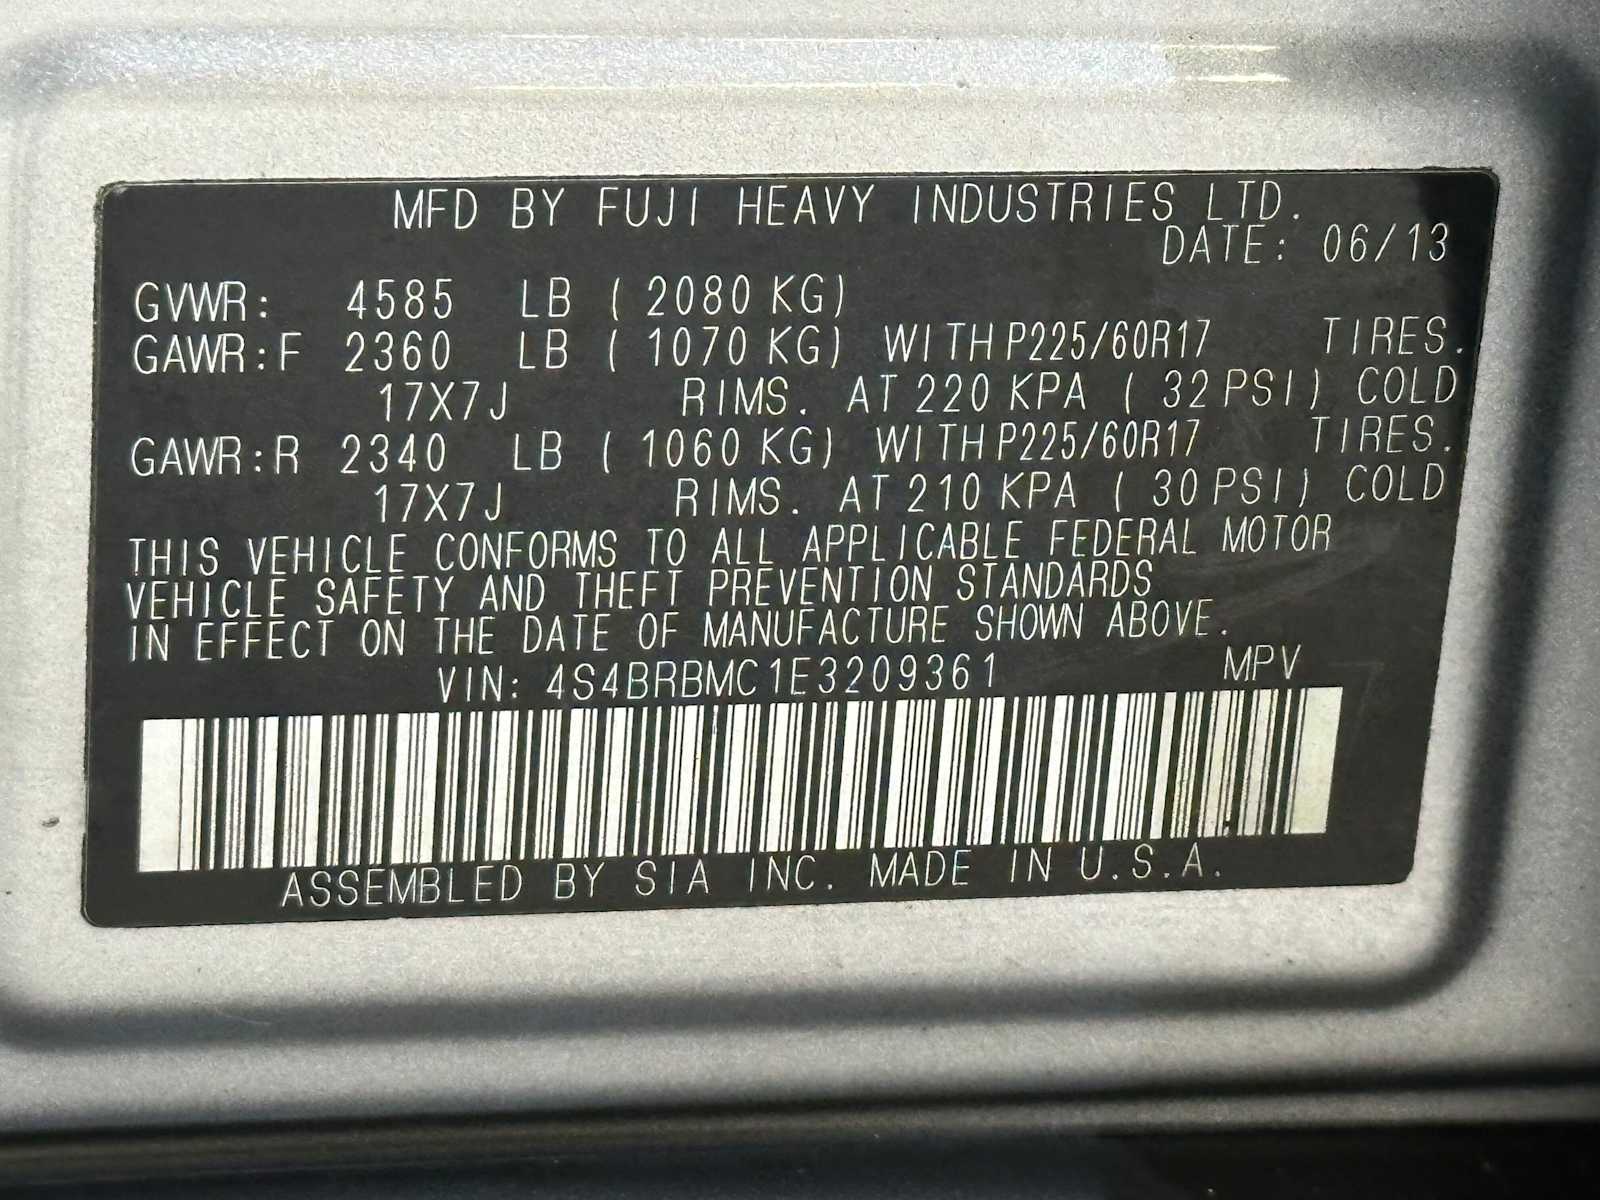 MFD BY FUJI HEAVY INDUSTRIES LTD.
DATE: 06/13
GVWR: 4585 LB (2080 KG)
GAWR:F 2360 LB (1070 KG) WITH P225/60R17 TIRES.
17X7J RIMS. AT 220 KPA (32 PSI) COLD
GAWR:R 2340 LB (1060 KG) WITH P225/60R17 TIRES.
17X7J RIMS. AT 210 KPA (30 PSI) COLD
THIS VEHICLE CONFORMS TO ALL APPLICABLE FEDERAL MOTOR
VEHICLE SAFETY AND THEFT PREVENTION STANDARDS
IN EFFECT ON THE DATE OF MANUFACTURE SHOWN ABOVE.
VIN: 4S4BRBMC1E3209361 MPV
ASSEMBLED BY SIA INC. MADE IN U.S.A.